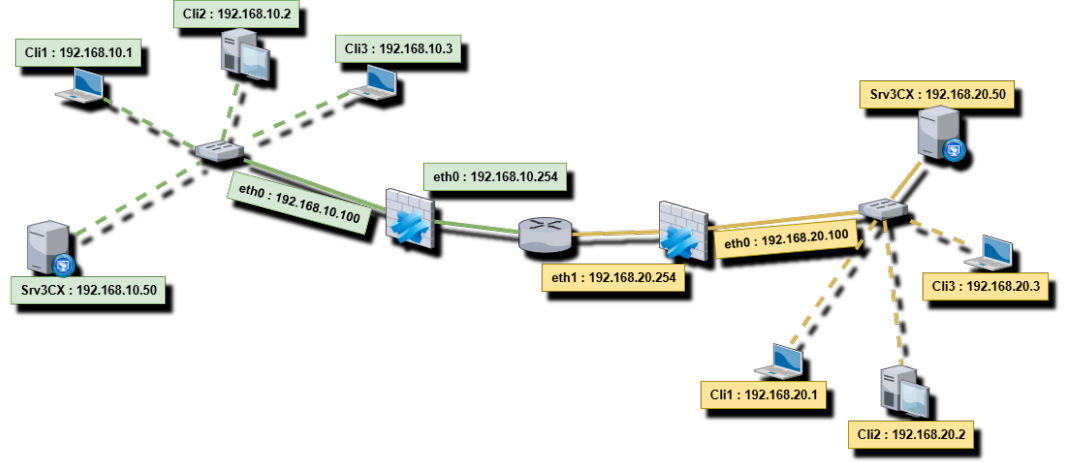 Cli2 : 192.168.10.2
Cli1 : 192.168.10.1
Cli3 : 192.168.10.3
Srv3CX : 192.168.20.50
eth0 : 192.168.10.254
eth0 : 192.168.10.100
eth0 : 192.168.20.100
eth1 : 192.168.20.254
Srv3CX : 192.168.10.50
Cli3 : 192.168.20.3
Cli1 : 192.168.20.1
Cli2 : 192.168.20.2